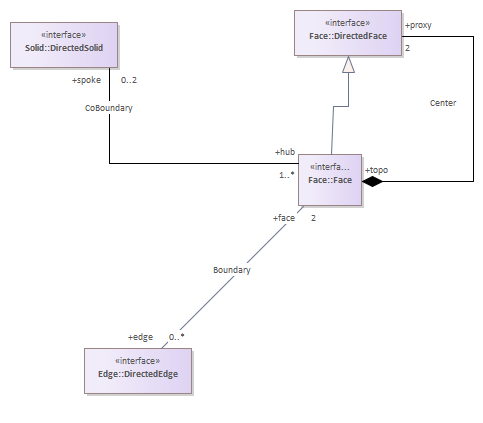 «interface»
Solid::DirectedSolid
+spoke 0..2
CoBoundary
«interface»
Face::DirectedFace
+proxy
2
Center
+hub
1..*
«interfa...
Face::Face
+topo
+face 2
Boundary
+edge 0..*
«interface»
Edge::DirectedEdge